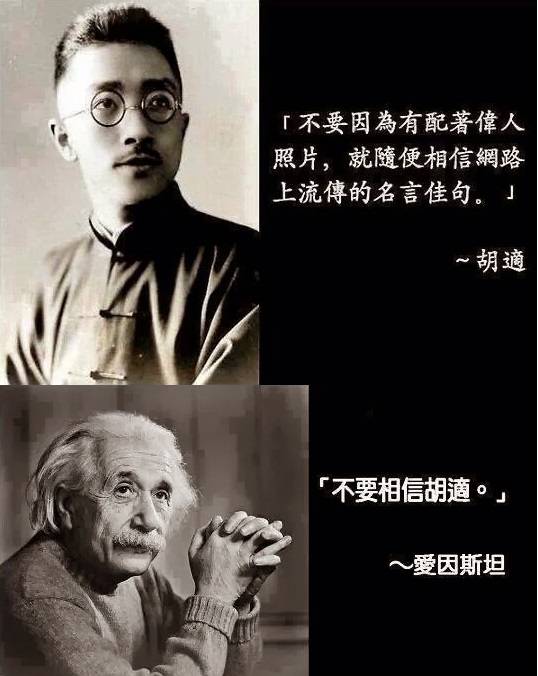 「不要因為有配著偉人
照片，就隨便相信網路
上流傳的名言佳句。」
~胡適
「不要相信胡適。」
～愛因斯坦